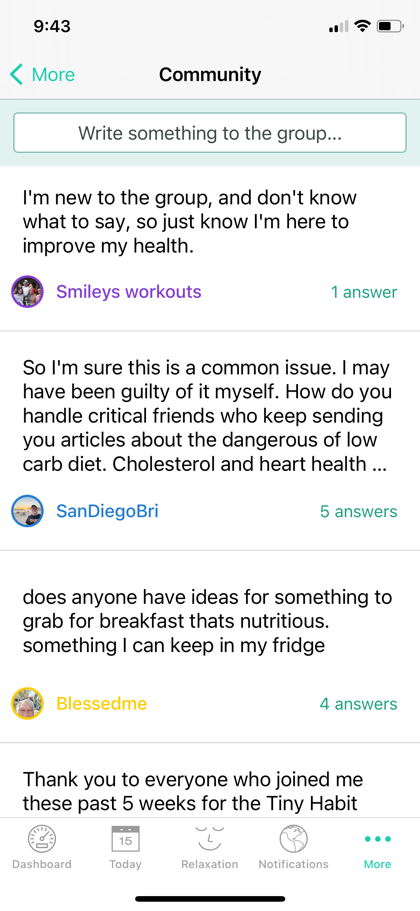 9:43
More
Community
Write something to the group...
I'm new to the group, and don't know
what to say, so just know I'm here to
improve my health.
Smileys workouts
1 answer
So I'm sure this is a common issue. I may
have been guilty of it myself. How do you
handle critical friends who keep sending
you articles about the dangerous of low
carb diet. Cholesterol and heart health ...
SanDiegoBri
5 answers
does anyone have ideas for something to
grab for breakfast thats nutritious.
something I can keep in my fridge
Blessedme
4 answers
Thank you to everyone who joined me
these past 5 weeks for the Tiny Habit
15
Dashboard
Today
Relaxation
Notifications
More